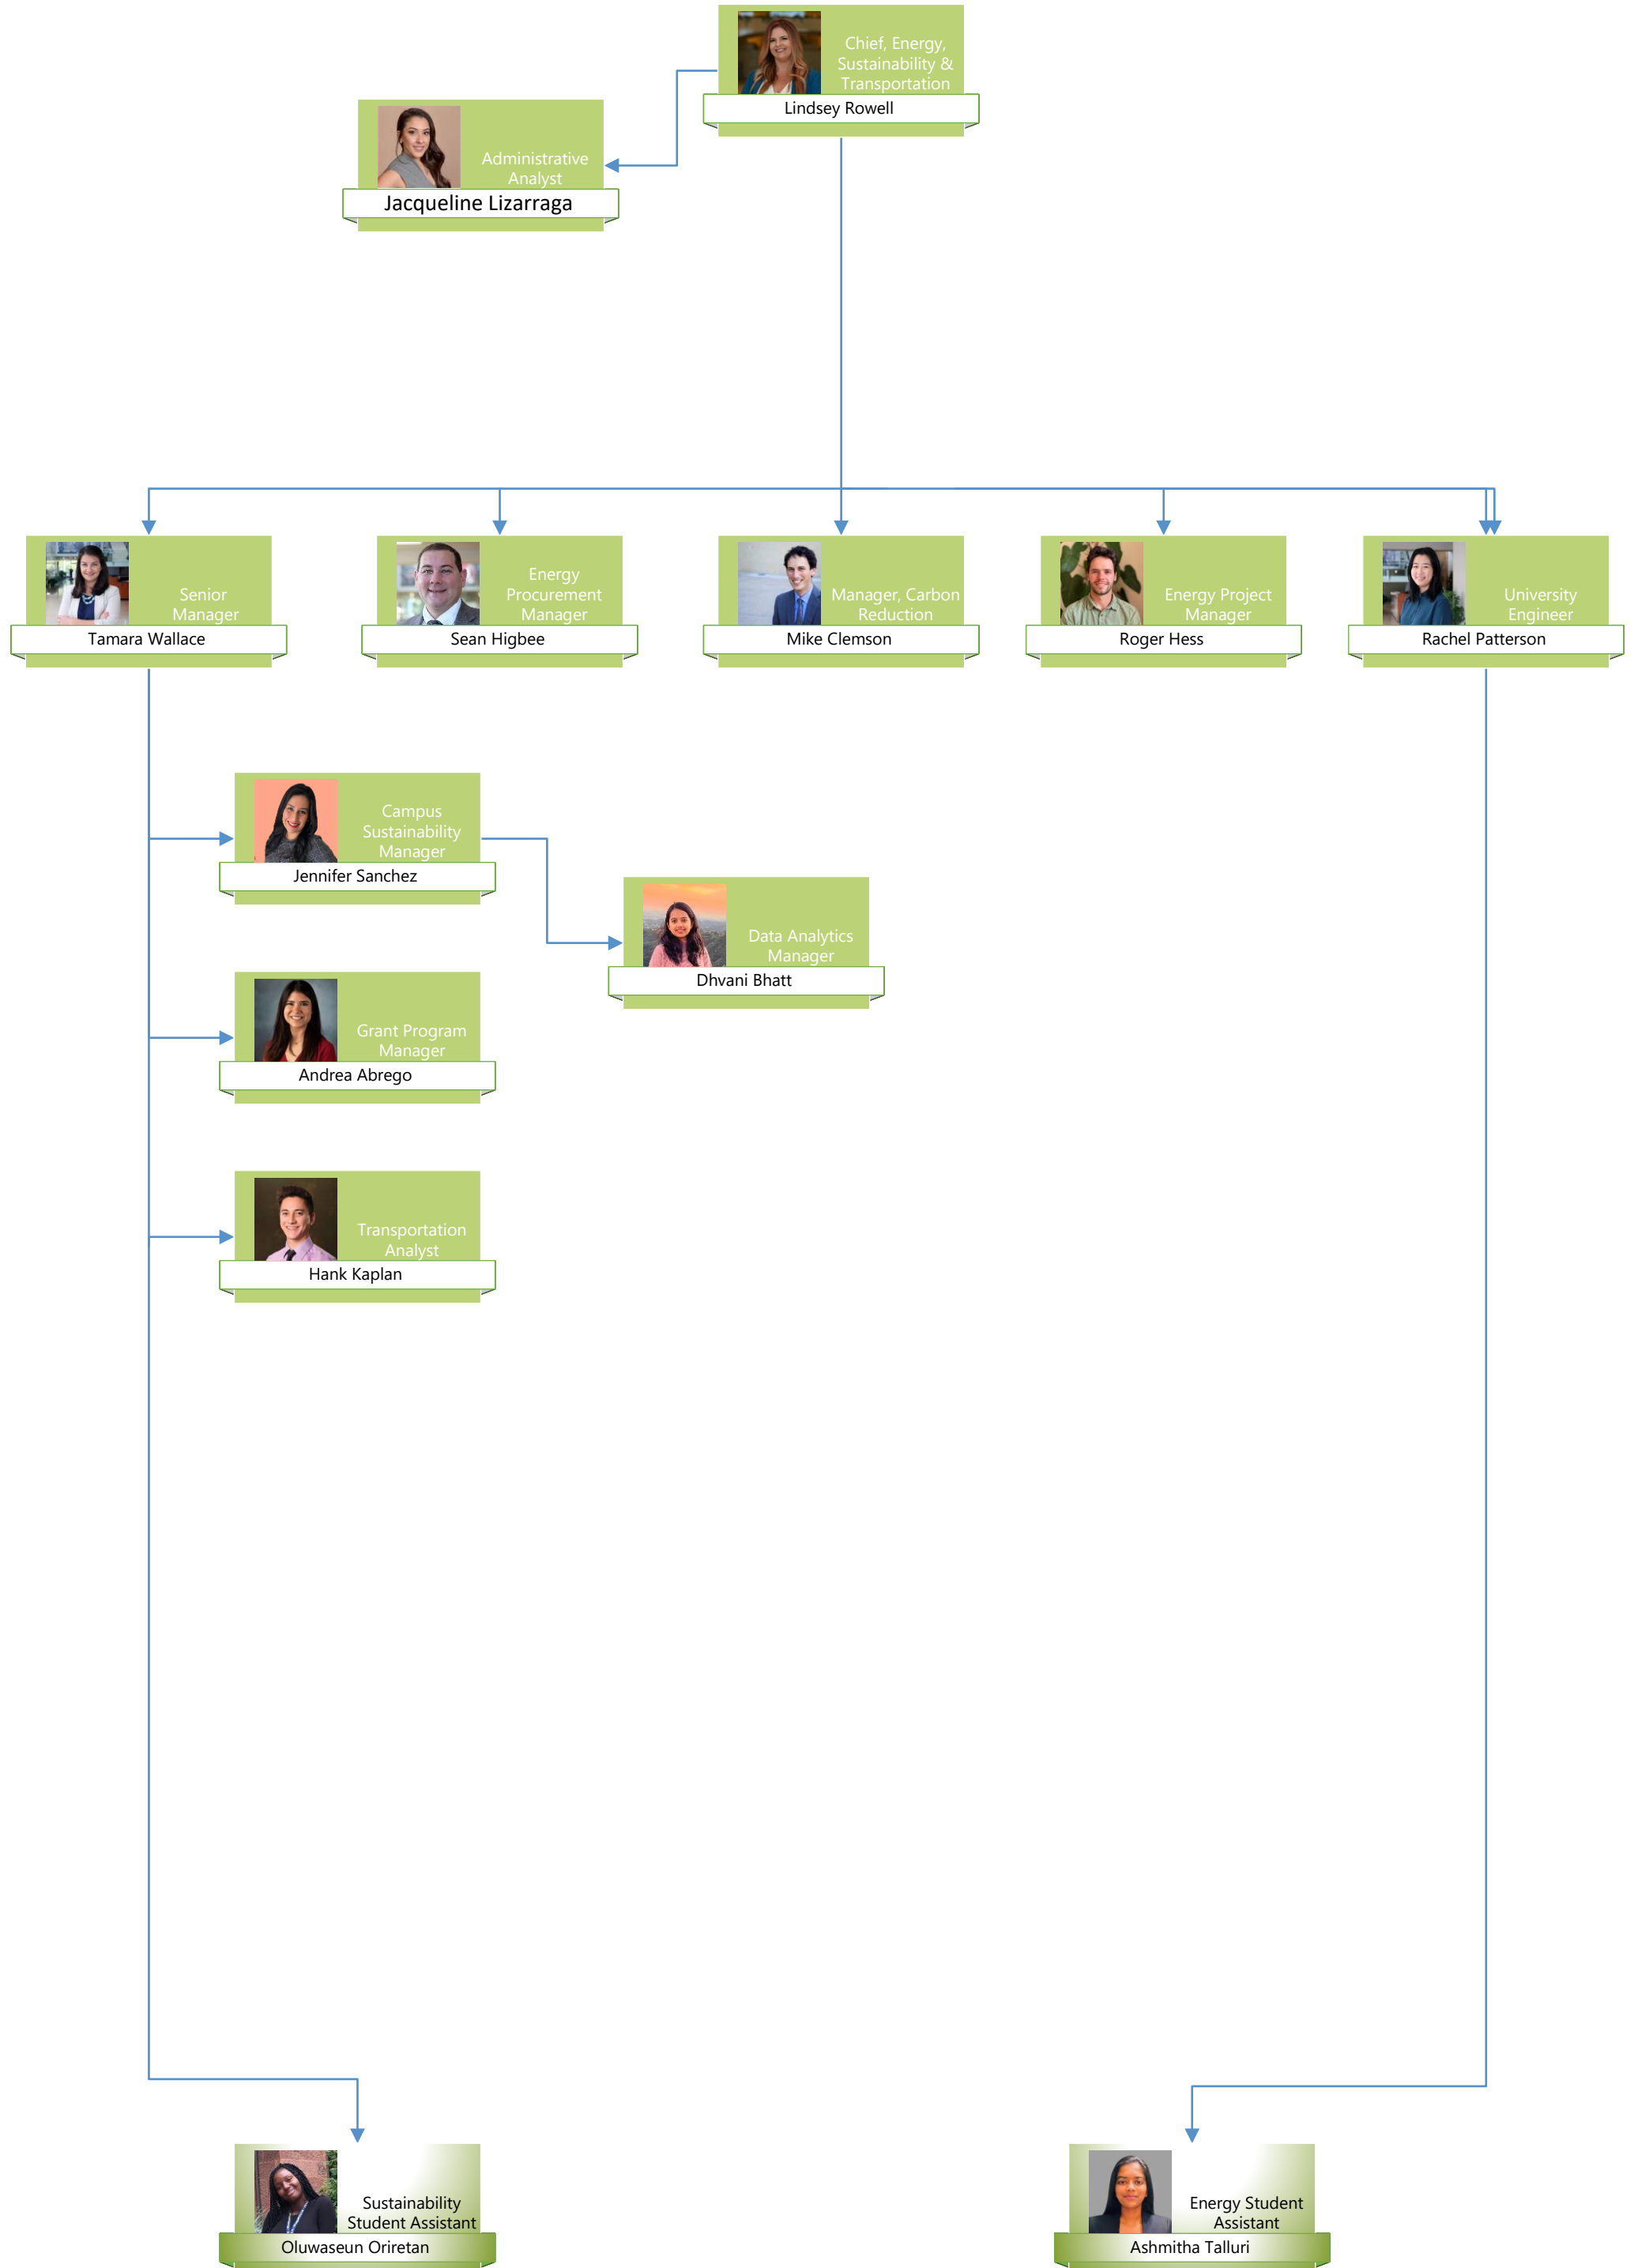 Chief, Energy,
Sustainability &
Transportation
Lindsey Rowell
Administrative
Analyst
Jacqueline Lizarraga
Senior
Manager
Tamara Wallace
Energy
Procurement
Manager
Sean Higbee
Manager, Carbon
Reduction
Mike Clemson
Energy Project
Manager
Roger Hess
University
Engineer
Rachel Patterson
Campus
Sustainability
Manager
Jennifer Sanchez
Data Analytics
Manager
Dhvani Bhatt
Grant Program
Manager
Andrea Abrego
Transportation
Analyst
Hank Kaplan
Sustainability
Student Assistant
Oluwaseun Oriretan
Energy Student
Assistant
Ashmitha Talluri